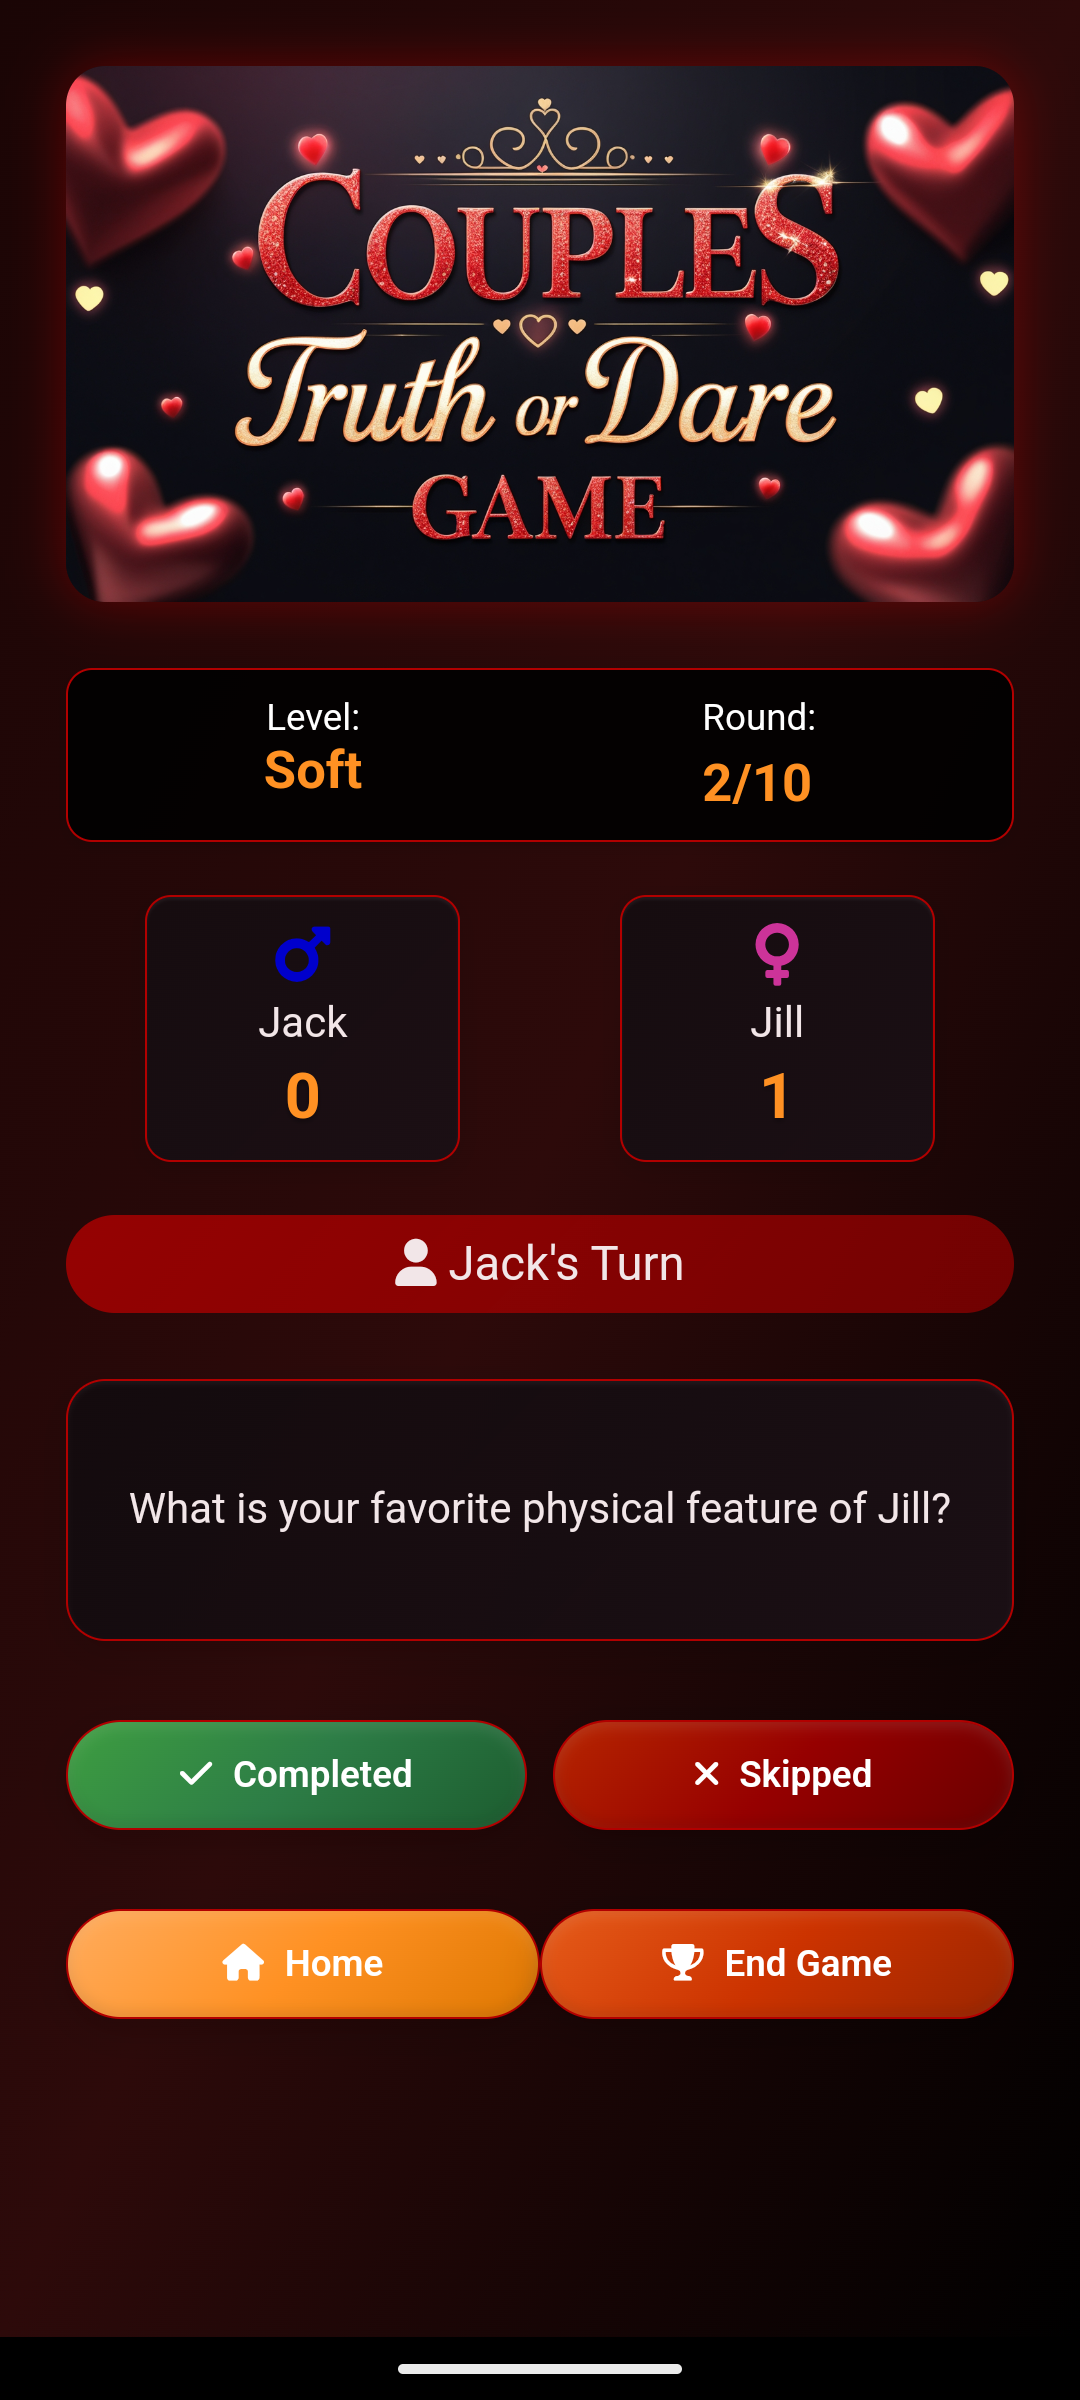 COUPLES
Truth or Dare
GAME
Level:
Soft
Round:
2/10
Jack
0
Jill
1
Jack's Turn
What is your favorite physical feature of Jill?
Completed
Skipped
Home
End Game